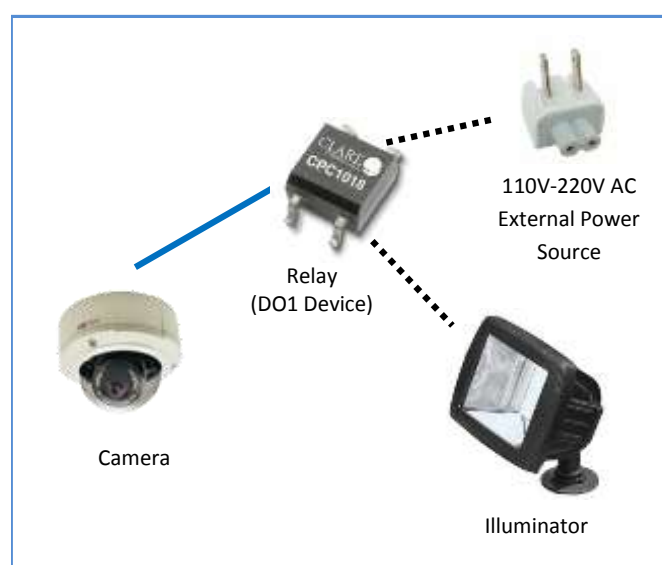 CLARE
CPC1018
110V-220V AC
External Power
Source
Relay
(DO1 Device)
Camera
Illuminator